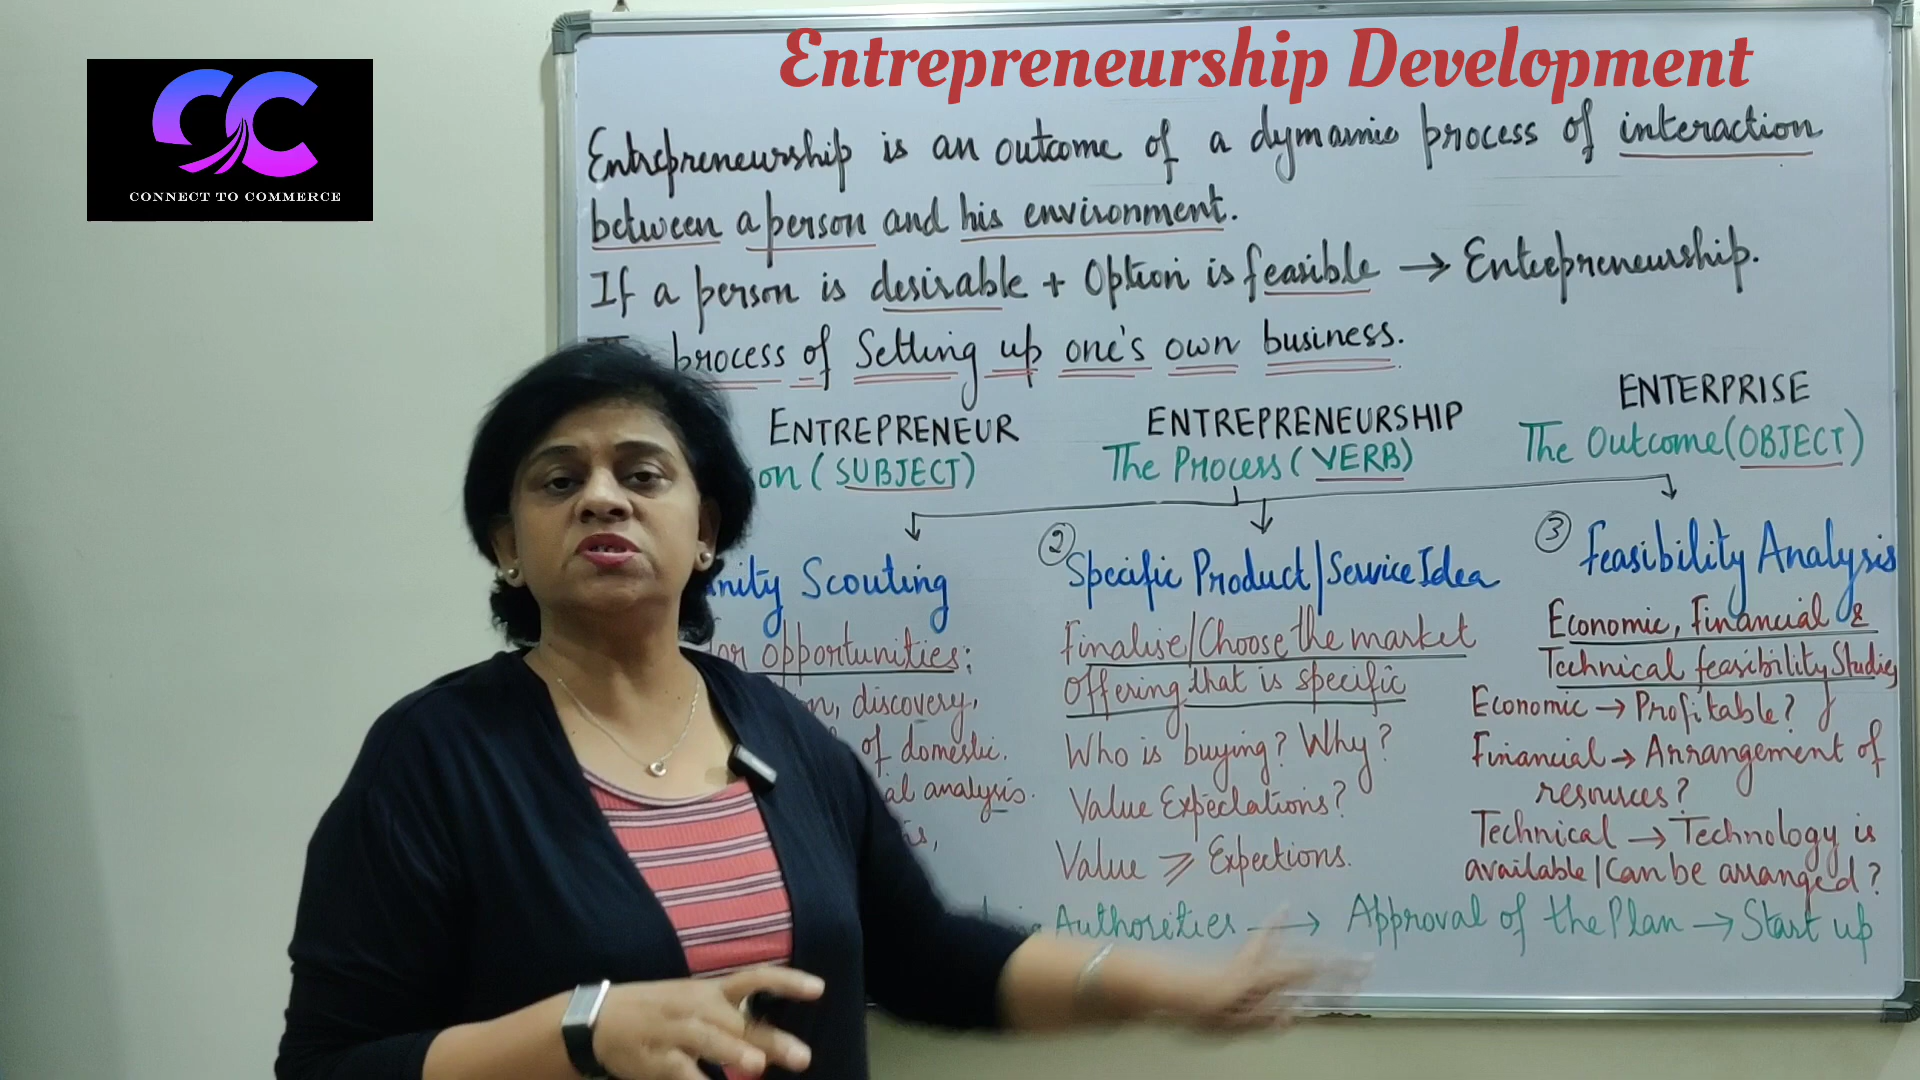 Entrepreneurship Development
CC
CONNECT TO COMMERCE
Entrepreneurship is an outcome of a dymamic process of interaction
between a person and his environment.
If a person is desirable + Option is feasible → Entrepreneurship.
process of Setting up one's own business.
ENTREPRENEUR
on (SUBJECT)
ENTREPRENEURSHIP
The Process (VERB)
ENTERPRISE
The Outcome (OBJECT)
nity Scouting
for opportunities:
n, discovery,
of domestic.
al analysis.
is,
② Specific Product/Service Idea
Finalise/Choose the market
Offering that is specific
Who is buying? Why?
Value Expectations?
Value ⩾ Expections.
③ Feasibility Analysis
Economic, Financial &
Technical feasibility Studies
Economic → Profitable?
Financial → Arrangement of
resources?
Technical → Technology is
available/Can be arranged?
Authorities → Approval of the Plan → Start up